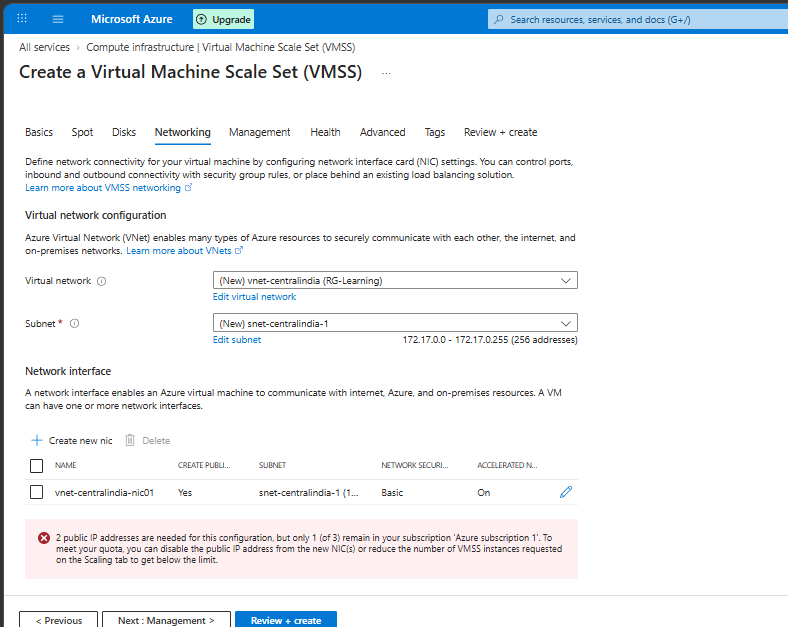 Microsoft Azure
Upgrade
Search resources, services, and docs (G+/)
All services > Compute infrastructure | Virtual Machine Scale Set (VMSS)
Create a Virtual Machine Scale Set (VMSS) ...
Basics Spot Disks Networking Management Health Advanced Tags Review + create
Define network connectivity for your virtual machine by configuring network interface card (NIC) settings. You can control ports,
inbound and outbound connectivity with security group rules, or place behind an existing load balancing solution.
Learn more about VMSS networking
Virtual network configuration
Azure Virtual Network (VNet) enables many types of Azure resources to securely communicate with each other, the internet, and
on-premises networks. Learn more about VNets
Virtual network
(New) vnet-centralindia (RG-Learning)
Edit virtual network
Subnet *
(New) snet-centralindia-1
Edit subnet
172.17.0.0 - 172.17.0.255 (256 addresses)
Network interface
A network interface enables an Azure virtual machine to communicate with internet, Azure, and on-premises resources. A VM
can have one or more network interfaces.
Create new nic Delete
NAME CREATE PUBLI... SUBNET NETWORK SECURI... ACCELERATED N...
vnet-centralindia-nic01 Yes snet-centralindia-1 (1... Basic On
2 public IP addresses are needed for this configuration, but only 1 (of 3) remain in your subscription 'Azure subscription 1'. To
meet your quota, you can disable the public IP address from the new NIC(s) or reduce the number of VMSS instances requested
on the Scaling tab to get below the limit.
< Previous Next : Management > Review + create